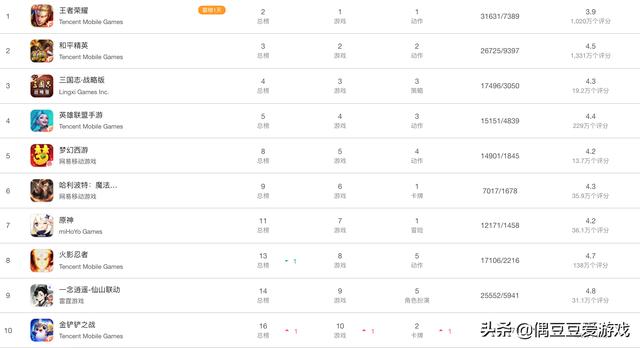 1 王者荣耀 霸榜1天 2 1 1 31631/7389 3.9
Tencent Mobile Games 总榜 游戏 动作 1,020万个评分
2 和平精英 3 2 2 26725/9397 4.5
Tencent Mobile Games 总榜 游戏 动作 1,331万个评分
3 三国志·战略版 4 3 3 17496/3050 4.3
Lingxi Games Inc. 总榜 游戏 策略 19.2万个评分
4 英雄联盟手游 5 4 3 15151/4839 4.4
Tencent Mobile Games 总榜 游戏 动作 229万个评分
5 梦幻西游 8 5 4 14901/1845 4.2
网易移动游戏 总榜 游戏 动作 13.7万个评分
6 哈利波特：魔法... 9 6 1 7017/1678 4.3
网易移动游戏 总榜 游戏 卡牌 35.9万个评分
7 原神 11 7 1 12171/1458 4.2
miHoYo Games 总榜 游戏 冒险 36.1万个评分
8 火影忍者 13 1 8 5 17106/2216 4.7
Tencent Mobile Games 总榜 游戏 动作 138万个评分
9 一念逍遥-仙山联动 14 9 5 25552/5941 4.8
雷霆游戏 总榜 游戏 角色扮演 31.1万个评分
10 金铲铲之战 16 1 10 1 2 1
Tencent Mobile Games 总榜 游戏 卡牌
头条 @偶豆豆爱游戏